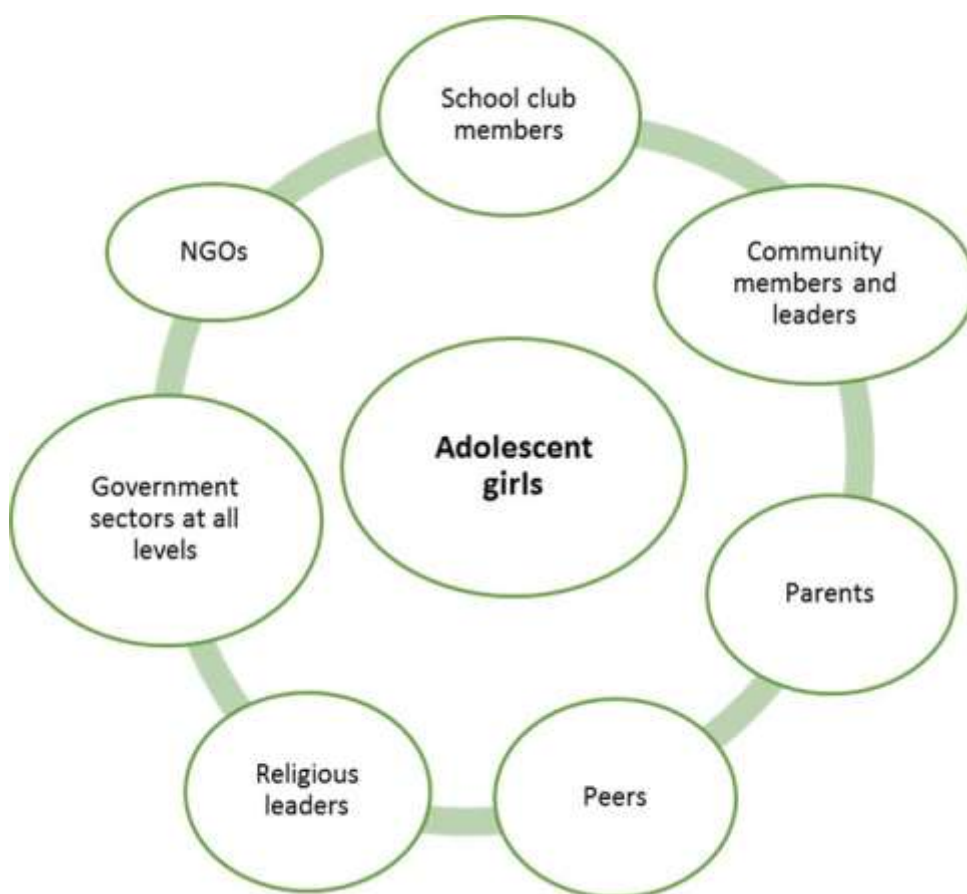 School club
members
NGOs
Community
members and
leaders
Adolescent
girls
Government
sectors at all
levels
Parents
Religious
leaders
Peers